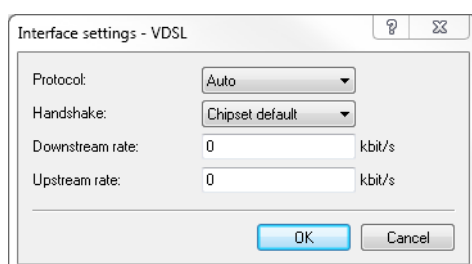 Interface settings - VDSL
Protocol: Auto
Handshake: Chipset default
Downstream rate: 0 kbit/s
Upstream rate: 0 kbit/s
OK Cancel